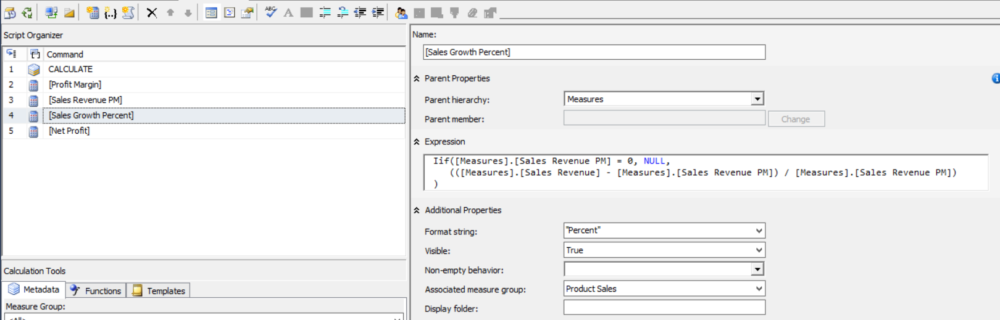 ABC
Script Organizer
Command
1 CALCULATE
2 [Profit Margin]
3 [Sales Revenue PM]
4 [Sales Growth Percent]
5 [Net Profit]
Calculation Tools
Metadata Functions Templates
Measure Group:
<All>
Name:
[Sales Growth Percent]
Parent Properties
Parent hierarchy: Measures
Parent member: Change
Expression
Iif([Measures].[Sales Revenue PM] = 0, NULL,
(([Measures].[Sales Revenue] - [Measures].[Sales Revenue PM]) / [Measures].[Sales Revenue PM])
)
Additional Properties
Format string: "Percent"
Visible: True
Non-empty behavior:
Associated measure group: Product Sales
Display folder: